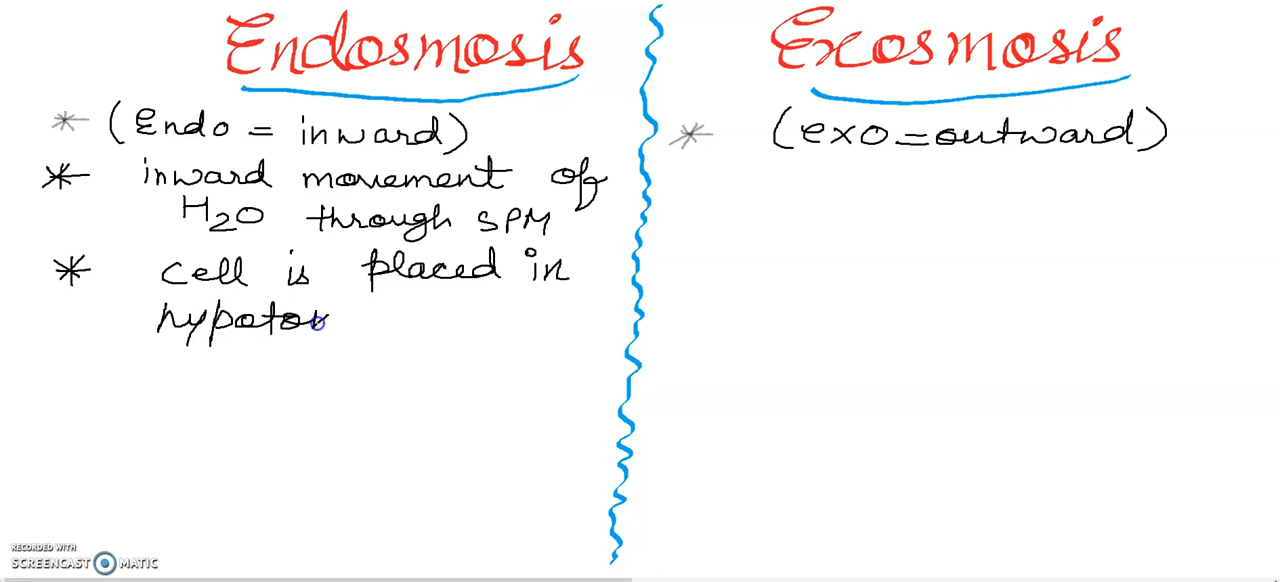 Endosmosis
* (Endo = inward)
* inward movement of
H2O through SPM
* cell is placed in
Exosmosis
* (exo = outward)
RECORDED WITH
SCREENCAST MATIC